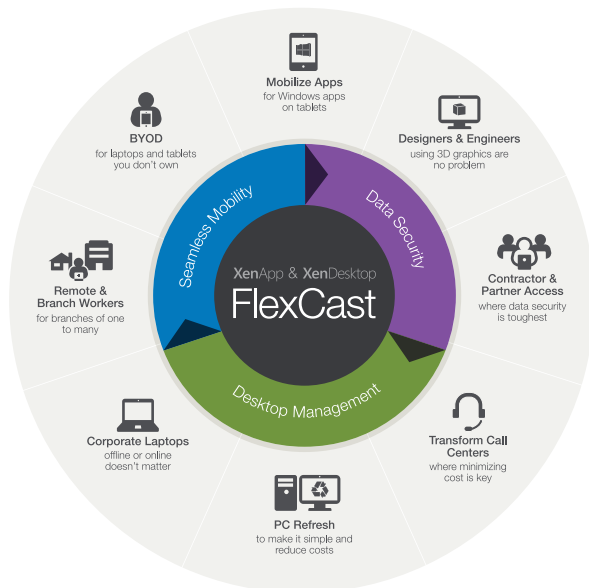 Mobilize Apps
for Windows apps
on tablets
Designers & Engineers
using 3D graphics are
no problem
Contractor &
Partner Access
where data security
is toughest
Transform Call
Centers
where minimizing
cost is key
PC Refresh
to make it simple and
reduce costs
Corporate Laptops
offline or online
doesn't matter
Remote &
Branch Workers
for branches of one
to many
BYOD
for laptops and tablets
you don't own
Seamless Mobility
Data Security
Desktop Management
XenApp & XenDesktop
FlexCast